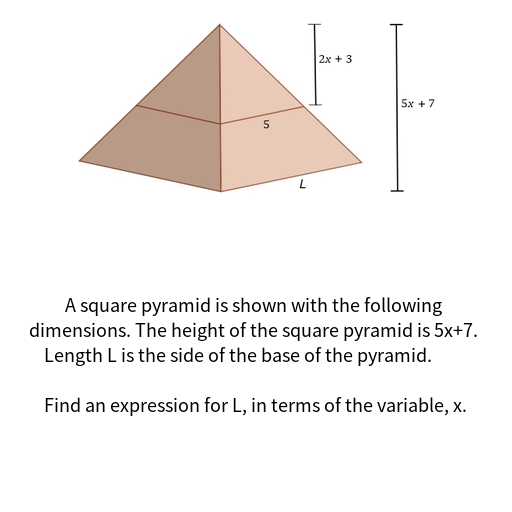 2x + 3
5x + 7
5
L
A square pyramid is shown with the following
dimensions. The height of the square pyramid is 5x+7.
Length L is the side of the base of the pyramid.
Find an expression for L, in terms of the variable, x.